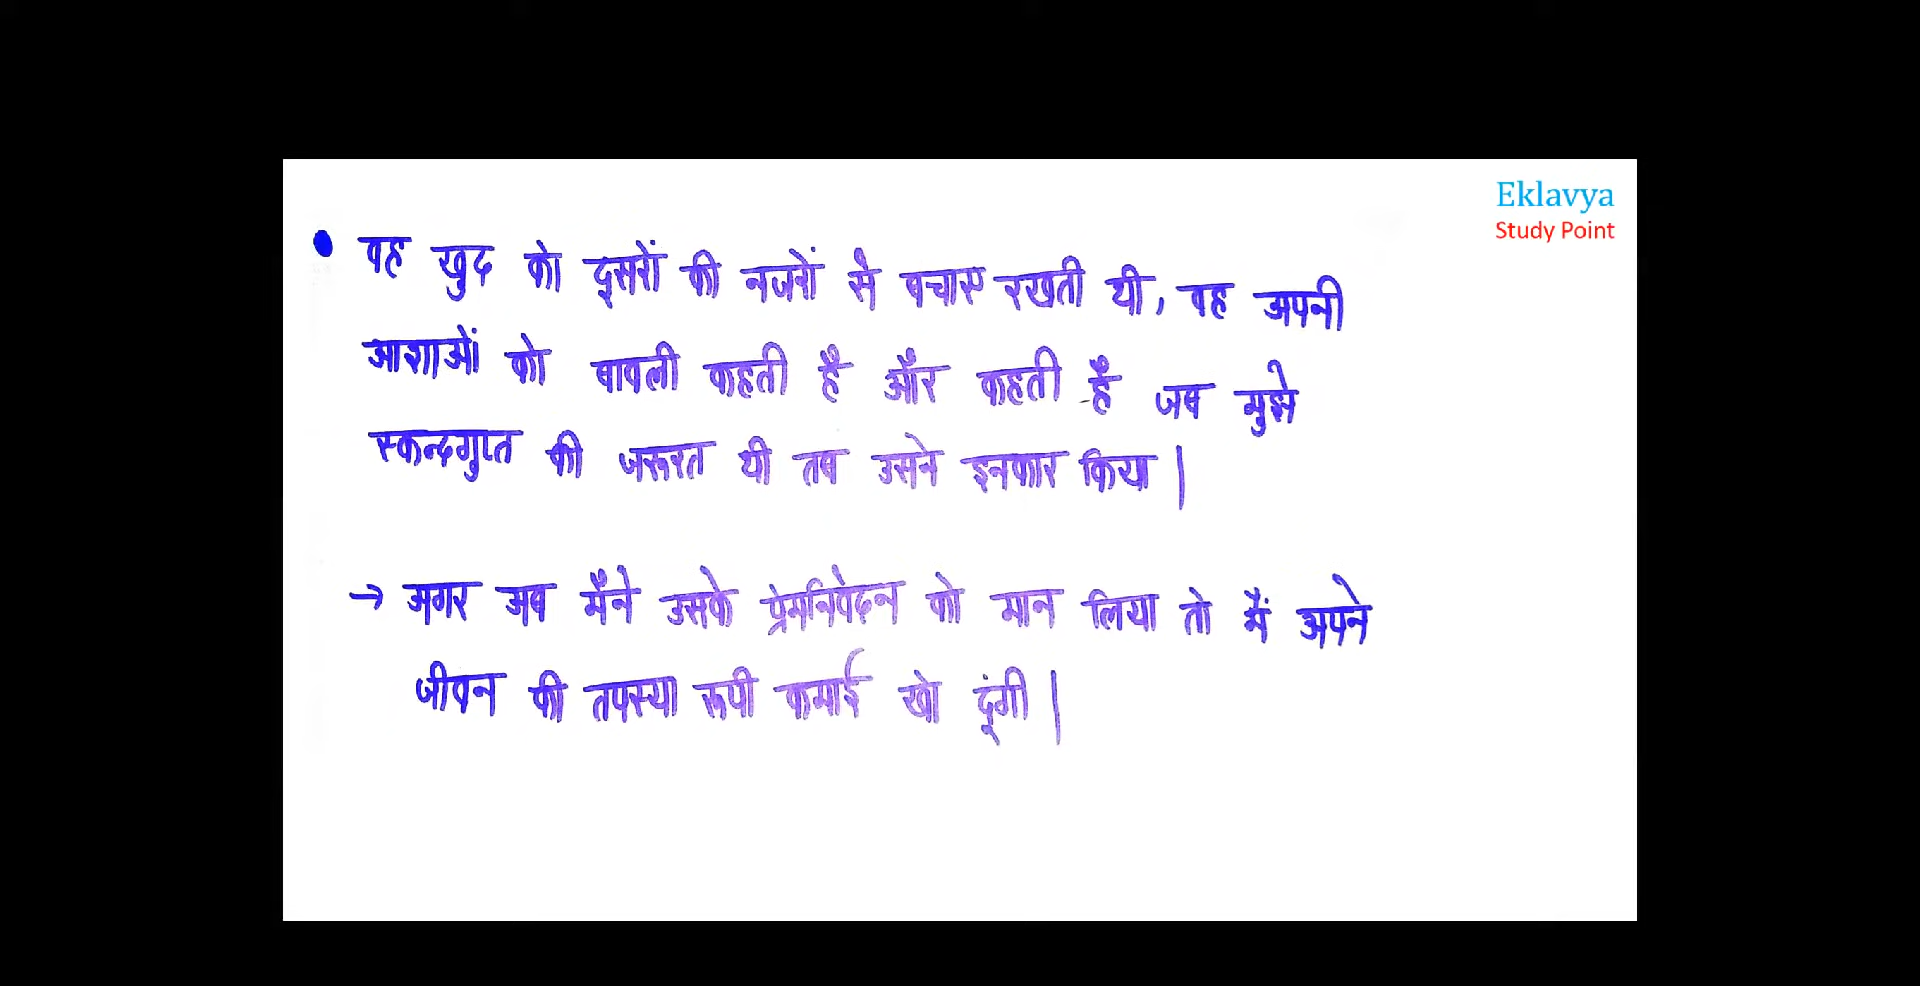 Eklavya
Study Point
• वह खुद को दूसरों की नजरों से बचाए रखती थी, वह अपनी
आशाओं को बावली कहती है और कहती है जब मुझे
स्कन्दगुप्त की जरूरत थी तब उसने इनकार किया |
→ अगर अब मैंने उसके प्रेमनिवेदन को मान लिया तो मैं अपने
जीवन की तपस्या रूपी कमाई खो दूंगी |